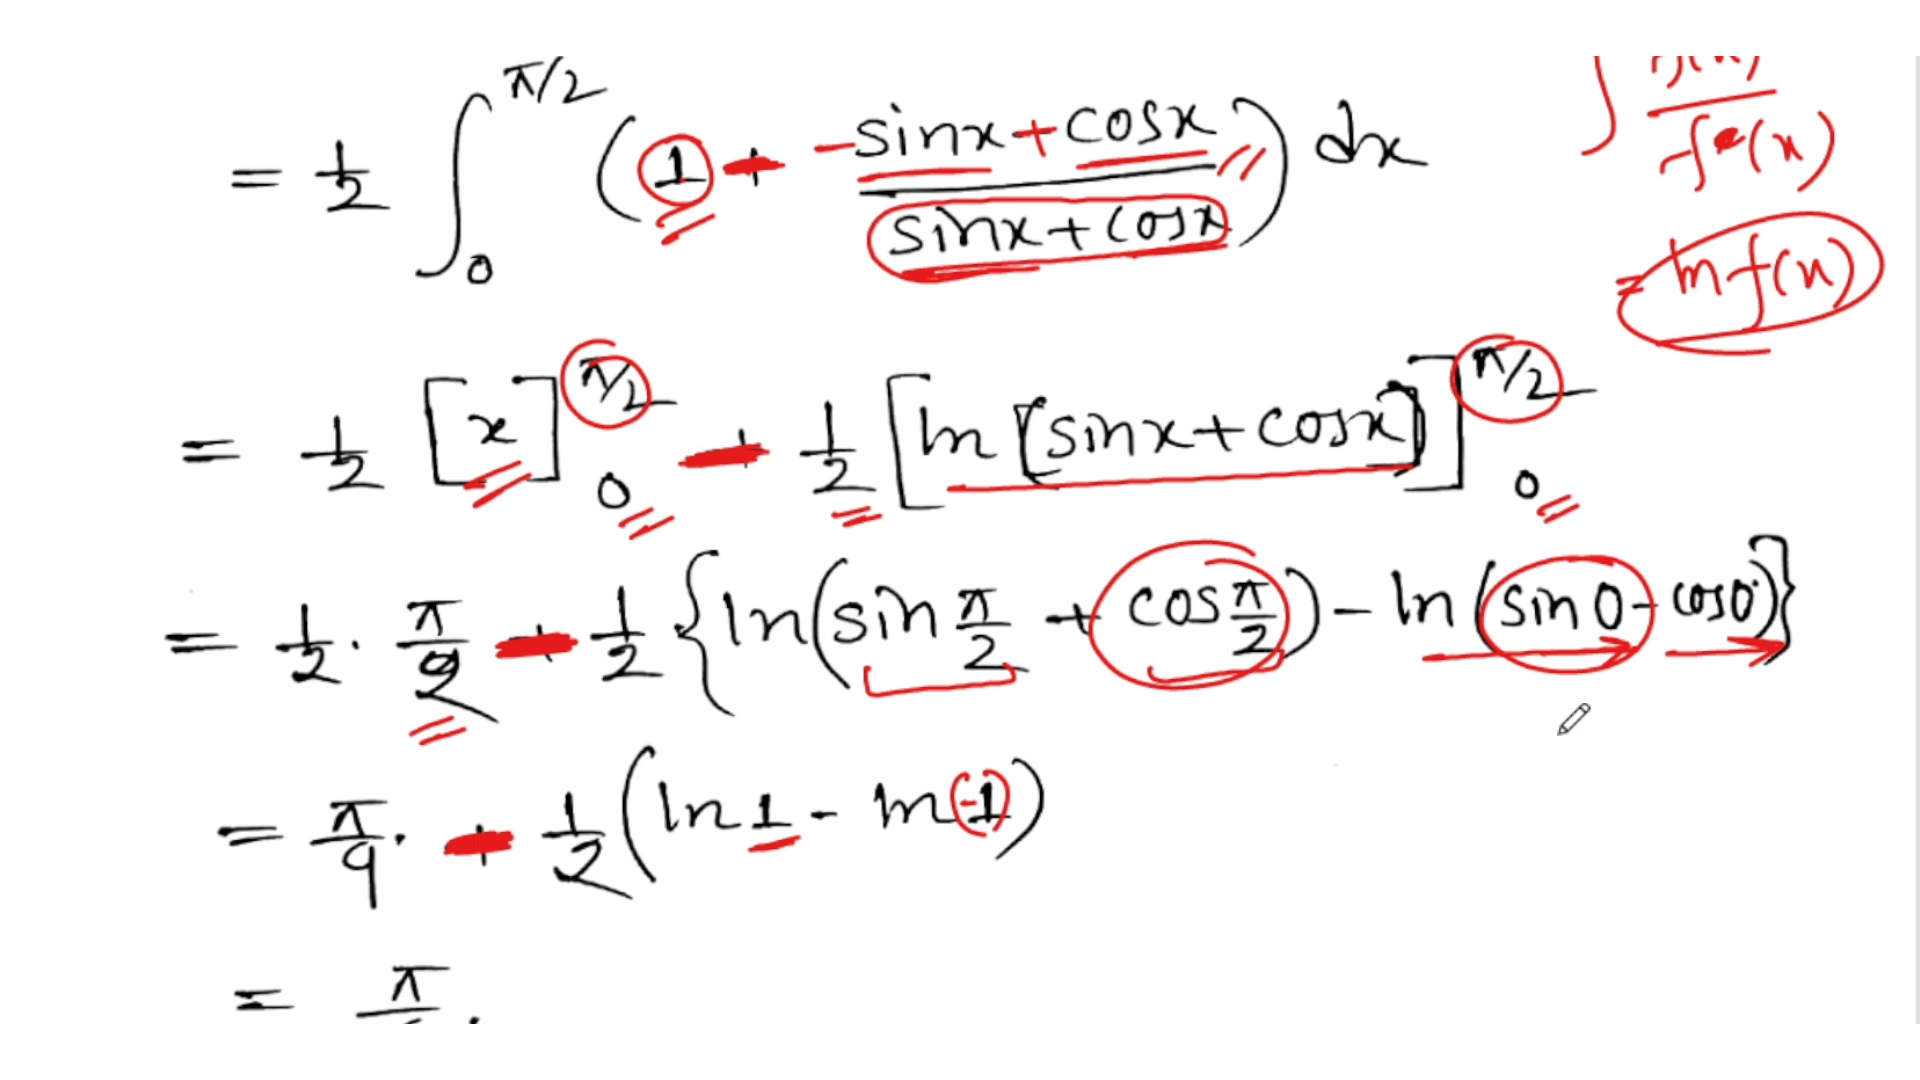 = 1/2 ∫₀^π/2 (1 - (-sinx+cosx)/(sinx+cosx)) dx
f(x)
= ln f(x)
= 1/2 [x]₀^π/2 - 1/2 [ln [sinx+cosx]]₀^π/2
= 1/2 · π/2 - 1/2 {ln(sin π/2 + cos π/2) - ln(sin 0 - cos 0)}
= π/4 · - 1/2 (ln 1 - ln(-1))
= π